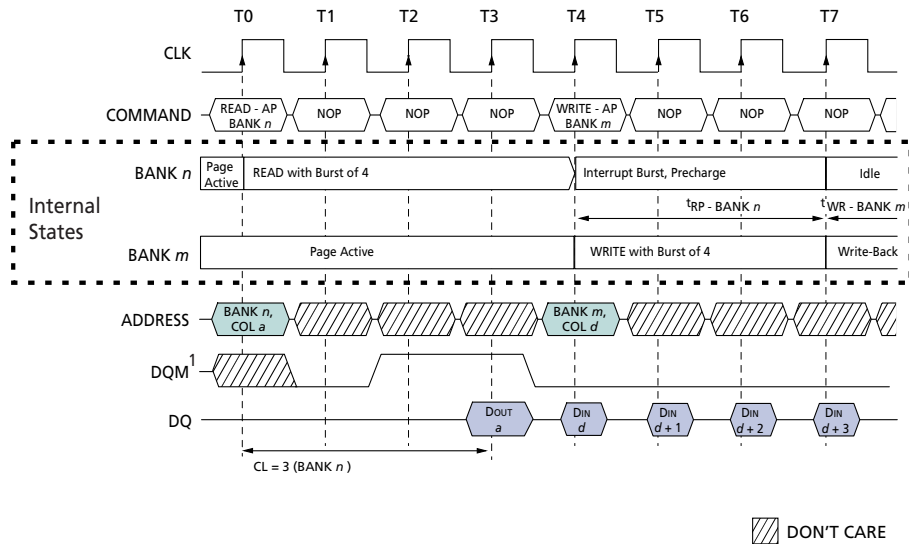 T0 T1 T2 T3 T4 T5 T6 T7
CLK
COMMAND
READ - AP BANK n
NOP
NOP
NOP
WRITE - AP BANK m
NOP
NOP
NOP
Internal States
BANK n
Page Active
READ with Burst of 4
Interrupt Burst, Precharge
Idle
tRP - BANK n
tWR - BANK m
BANK m
Page Active
WRITE with Burst of 4
Write-Back
ADDRESS
BANK n, COL a
BANK m, COL d
DQM1
DQ
DOUT a
DIN d
DIN d + 1
DIN d + 2
DIN d + 3
CL = 3 (BANK n )
DON'T CARE